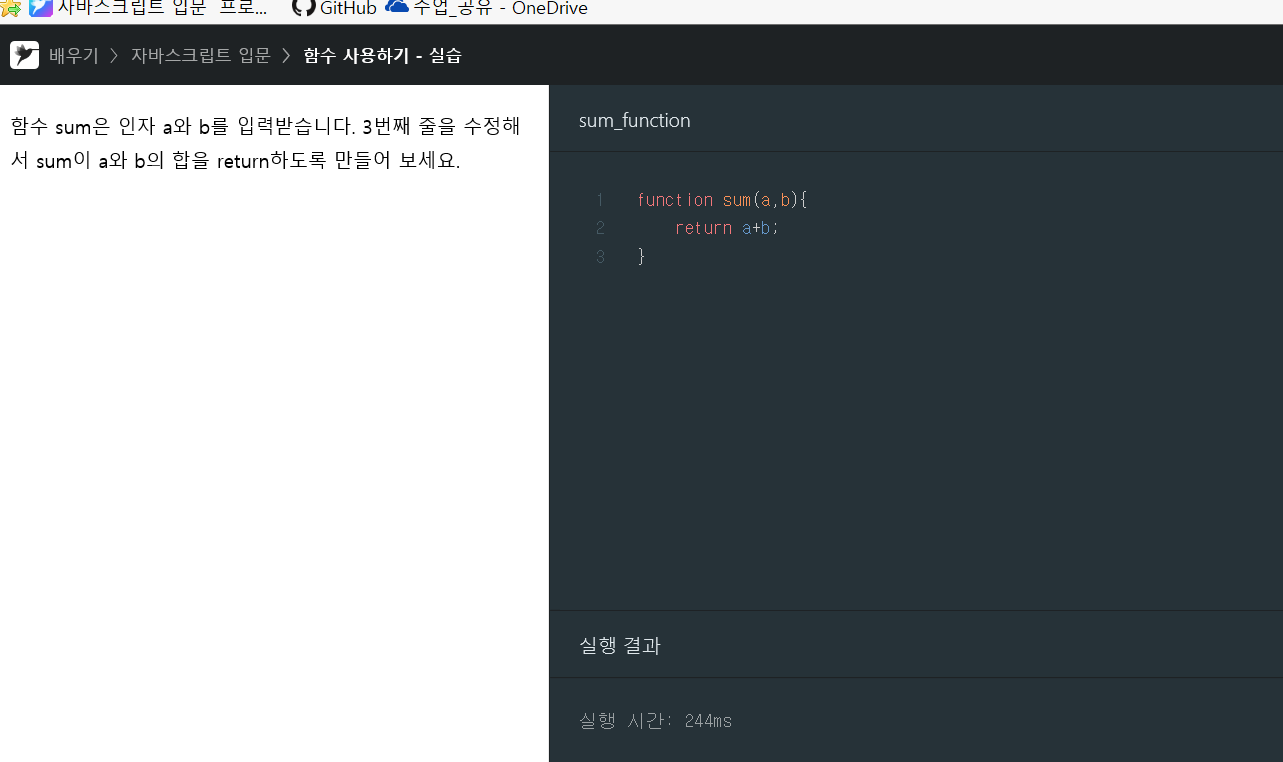 자바스크립트 입문 프로... GitHub 수업_공유 - OneDrive
배우기 > 자바스크립트 입문 > 함수 사용하기 - 실습
함수 sum은 인자 a와 b를 입력받습니다. 3번째 줄을 수정해
서 sum이 a와 b의 합을 return하도록 만들어 보세요.
sum_function
1 function sum(a,b){
2 return a+b;
3 }
실행 결과
실행 시간: 244ms